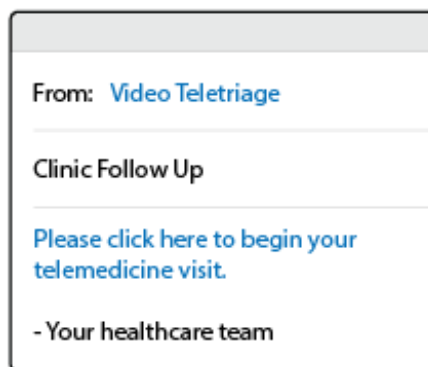 From: Video Teletriage
Clinic Follow Up
Please click here to begin your
telemedicine visit.
- Your healthcare team